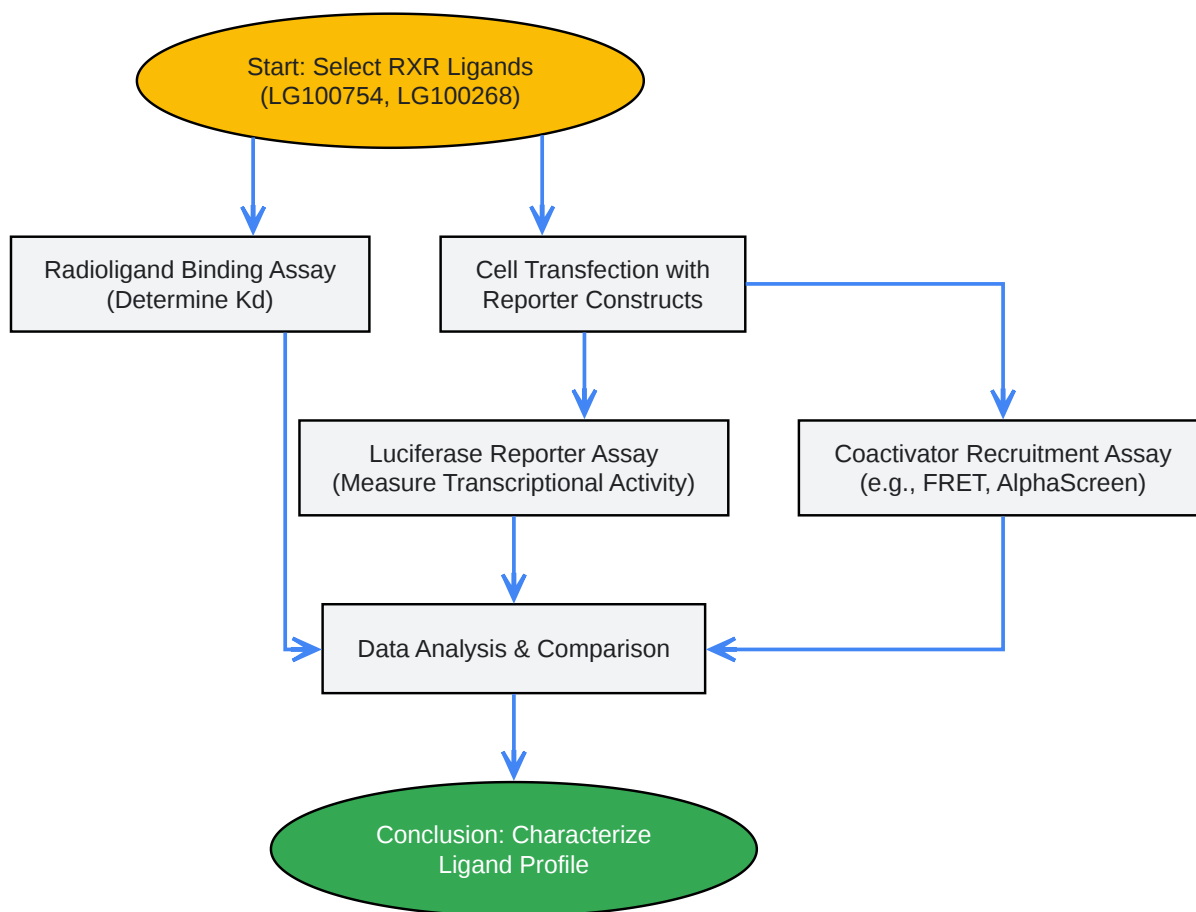 Start: Select RXR Ligands
(LG100754, LG100268)
Radioligand Binding Assay
(Determine Kd)
Cell Transfection with
Reporter Constructs
Luciferase Reporter Assay
(Measure Transcriptional Activity)
Coactivator Recruitment Assay
(e.g., FRET, AlphaScreen)
Data Analysis & Comparison
Conclusion: Characterize
Ligand Profile